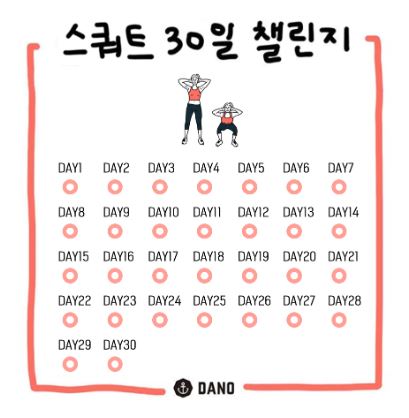 스쿼트 30일 챌린지
DAY1 DAY2 DAY3 DAY4 DAY5 DAY6 DAY7
DAY8 DAY9 DAY10 DAY11 DAY12 DAY13 DAY14
DAY15 DAY16 DAY17 DAY18 DAY19 DAY20 DAY21
DAY22 DAY23 DAY24 DAY25 DAY26 DAY27 DAY28
DAY29 DAY30
DANO